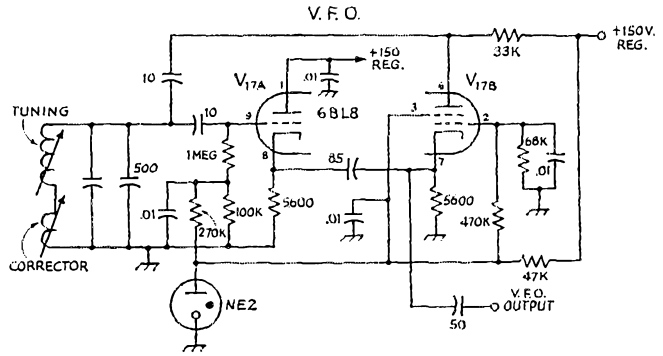 V.F.O.
+150
REG.
+150V.
REG.
33K
10
.01
V17A
V17B
1
6
10
9
6BL8
3
2
TUNING
68K
.01
1MEG
8
85
7
500
5600
5600
.01
100K
.01
470K
270K
CORRECTOR
47K
NE2
V.F.O.
OUTPUT
50